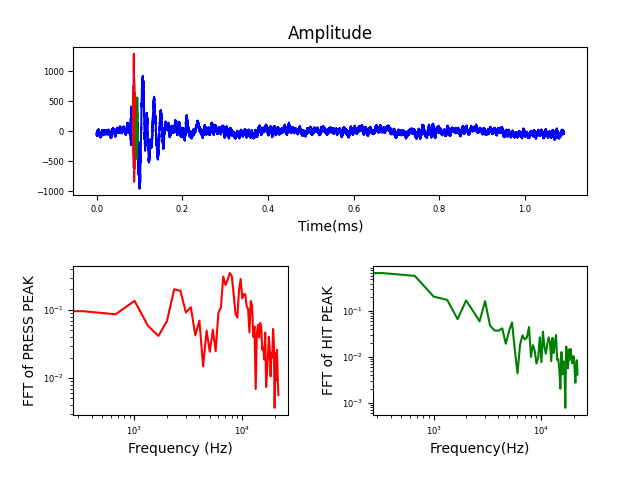 Amplitude
1000
500
0
−500
−1000
0.0 0.2 0.4 0.6 0.8 1.0
Time(ms)
FFT of PRESS PEAK
10⁻¹
10⁻²
10³ 10⁴
Frequency (Hz)
FFT of HIT PEAK
10⁻¹
10⁻²
10⁻³
10³ 10⁴
Frequency(Hz)